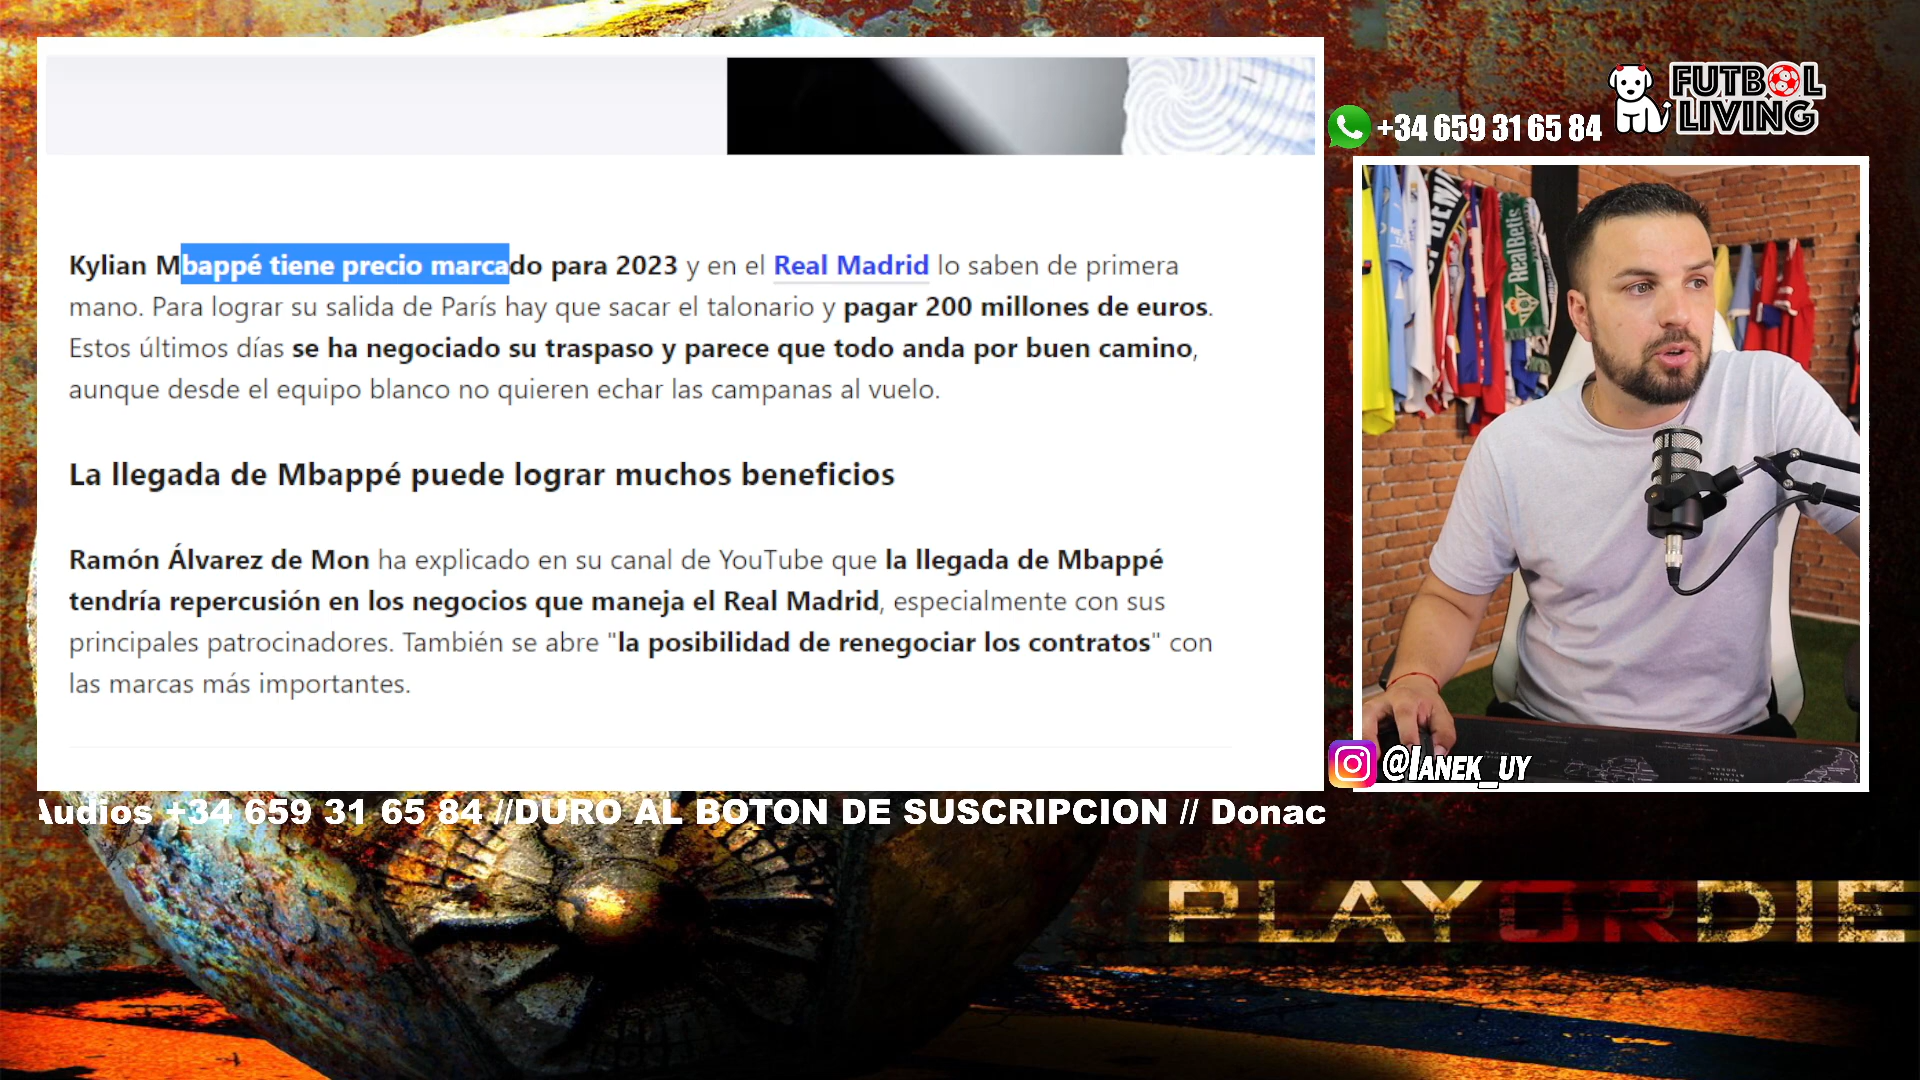 Kylian Mbappé tiene precio marcado para 2023 y en el Real Madrid lo saben de primera
mano. Para lograr su salida de París hay que sacar el talonario y pagar 200 millones de euros.
Estos últimos días se ha negociado su traspaso y parece que todo anda por buen camino,
aunque desde el equipo blanco no quieren echar las campanas al vuelo.
La llegada de Mbappé puede lograr muchos beneficios
Ramón Álvarez de Mon ha explicado en su canal de YouTube que la llegada de Mbappé
tendría repercusión en los negocios que maneja el Real Madrid, especialmente con sus
principales patrocinadores. También se abre "la posibilidad de renegociar los contratos" con
las marcas más importantes.
+34 659 31 65 84
FUTBOL
LIVING
RealBetis
@IANEK_UY
Audios +34 659 31 65 84 //DURO AL BOTON DE SUSCRIPCION // Donac
PLAY OR DIE